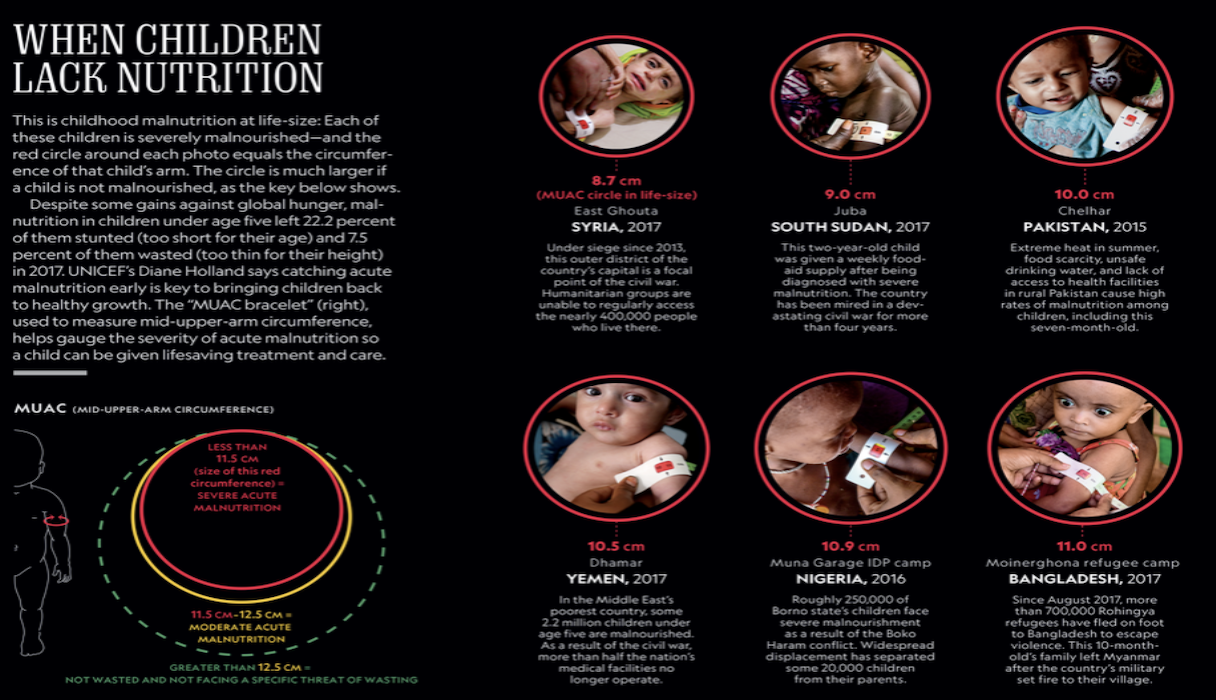 WHEN CHILDREN
LACK NUTRITION
This is childhood malnutrition at life-size: Each of
these children is severely malnourished—and the
red circle around each photo equals the circumfer-
ence of that child's arm. The circle is much larger if
a child is not malnourished, as the key below shows.
Despite some gains against global hunger, mal-
nutrition in children under age five left 22.2 percent
of them stunted (too short for their age) and 7.5
percent of them wasted (too thin for their height)
in 2017. UNICEF's Diane Holland says catching acute
malnutrition early is key to bringing children back
to healthy growth. The "MUAC bracelet" (right),
used to measure mid-upper-arm circumference,
helps gauge the severity of acute malnutrition so
a child can be given lifesaving treatment and care.
MUAC (MID-UPPER-ARM CIRCUMFERENCE)
LESS THAN
11.5 CM
(size of this red
circumference) =
SEVERE ACUTE
MALNUTRITION
11.5 CM–12.5 CM =
MODERATE ACUTE
MALNUTRITION
GREATER THAN 12.5 CM =
NOT WASTED AND NOT FACING A SPECIFIC THREAT OF WASTING
8.7 cm
(MUAC circle in life-size)
East Ghouta
SYRIA, 2017
Under siege since 2013,
this outer district of the
country's capital is a focal
point of the civil war.
Humanitarian groups are
unable to regularly access
the nearly 400,000 people
who live there.
9.0 cm
Juba
SOUTH SUDAN, 2017
This two-year-old child
was given a weekly food-
aid supply after being
diagnosed with severe
malnutrition. The country
has been mired in a dev-
astating civil war for more
than four years.
10.0 cm
Chelhar
PAKISTAN, 2015
Extreme heat in summer,
food scarcity, unsafe
drinking water, and lack of
access to health facilities
in rural Pakistan cause high
rates of malnutrition among
children, including this
seven-month-old.
10.5 cm
Dhamar
YEMEN, 2017
In the Middle East's
poorest country, some
2.2 million children under
age five are malnourished.
As a result of the civil war,
more than half the nation's
medical facilities no
longer operate.
10.9 cm
Muna Garage IDP camp
NIGERIA, 2016
Roughly 250,000 of
Borno state's children face
severe malnourishment
as a result of the Boko
Haram conflict. Widespread
displacement has separated
some 20,000 children
from their parents.
11.0 cm
Moinerghona refugee camp
BANGLADESH, 2017
Since August 2017, more
than 700,000 Rohingya
refugees have fled on foot
to Bangladesh to escape
violence. This 10-month-
old's family left Myanmar
after the country's military
set fire to their village.